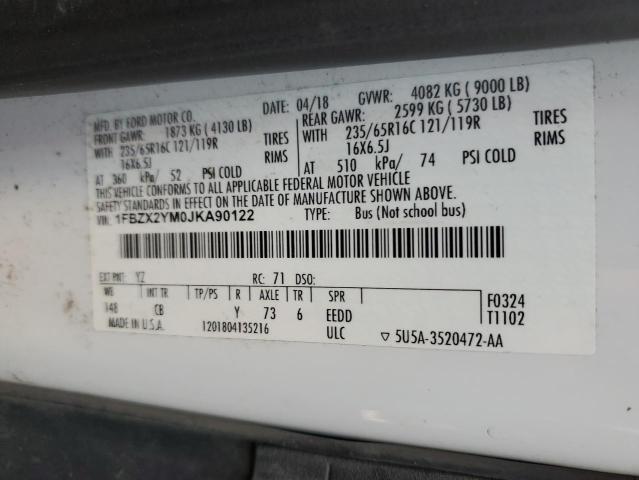 MFD. BY FORD MOTOR CO. DATE: 04/18 GVWR: 4082 KG (9000 LB)
FRONT GAWR: 1873 KG (4130 LB) REAR GAWR: 2599 KG (5730 LB)
WITH 235/65R16C 121/119R TIRES WITH 235/65R16C 121/119R TIRES
16X6.5J RIMS 16X6.5J RIMS
AT 360 kPa/ 52 PSI COLD AT 510 kPa/ 74 PSI COLD
THIS VEHICLE CONFORMS TO ALL APPLICABLE FEDERAL MOTOR VEHICLE
SAFETY STANDARDS IN EFFECT ON THE DATE OF MANUFACTURE SHOWN ABOVE.
VIN: 1FBZX2YM0JKA90122 TYPE: Bus (Not school bus)
EXT PNT: YZ RC: 71 DSO:
WB INT TR TP/PS R AXLE TR SPR F0324
148 CB Y 73 6 EEDD T1102
MADE IN U.S.A. 1201804135216 ULC ▽ 5U5A-3520472-AA